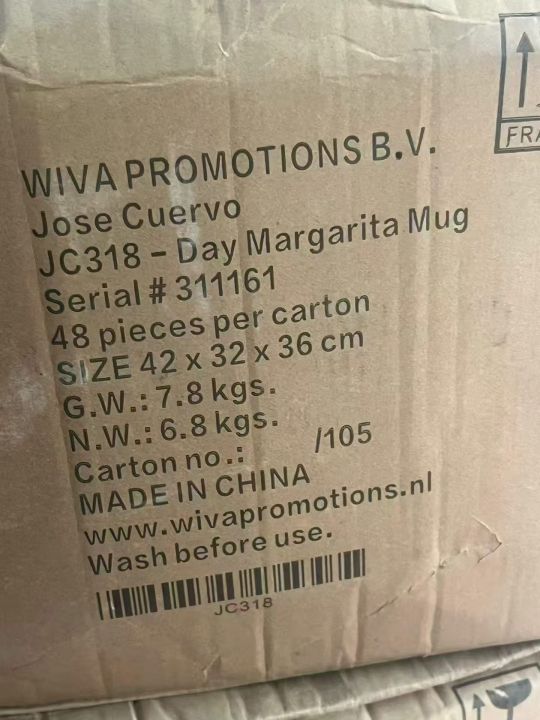 WIVA PROMOTIONS B.V.
Jose Cuervo
JC318 – Day Margarita Mug
Serial # 311161
48 pieces per carton
SIZE 42 x 32 x 36 cm
G.W.: 7.8 kgs.
N.W.: 6.8 kgs.
Carton no.: /105
MADE IN CHINA
www.wivapromotions.nl
Wash before use.
JC318